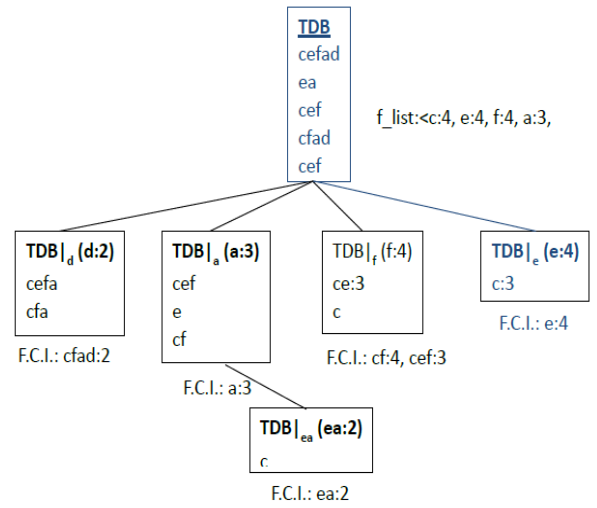 TDB
cefad
ea
cef
cfad
cef
f_list:<c:4, e:4, f:4, a:3,
TDB|d (d:2)
cefa
cfa
F.C.I.: cfad:2
TDB|a (a:3)
cef
e
cf
F.C.I.: a:3
TDB|f (f:4)
ce:3
c
F.C.I.: cf:4, cef:3
TDB|e (e:4)
c:3
F.C.I.: e:4
TDB|ea (ea:2)
c
F.C.I.: ea:2